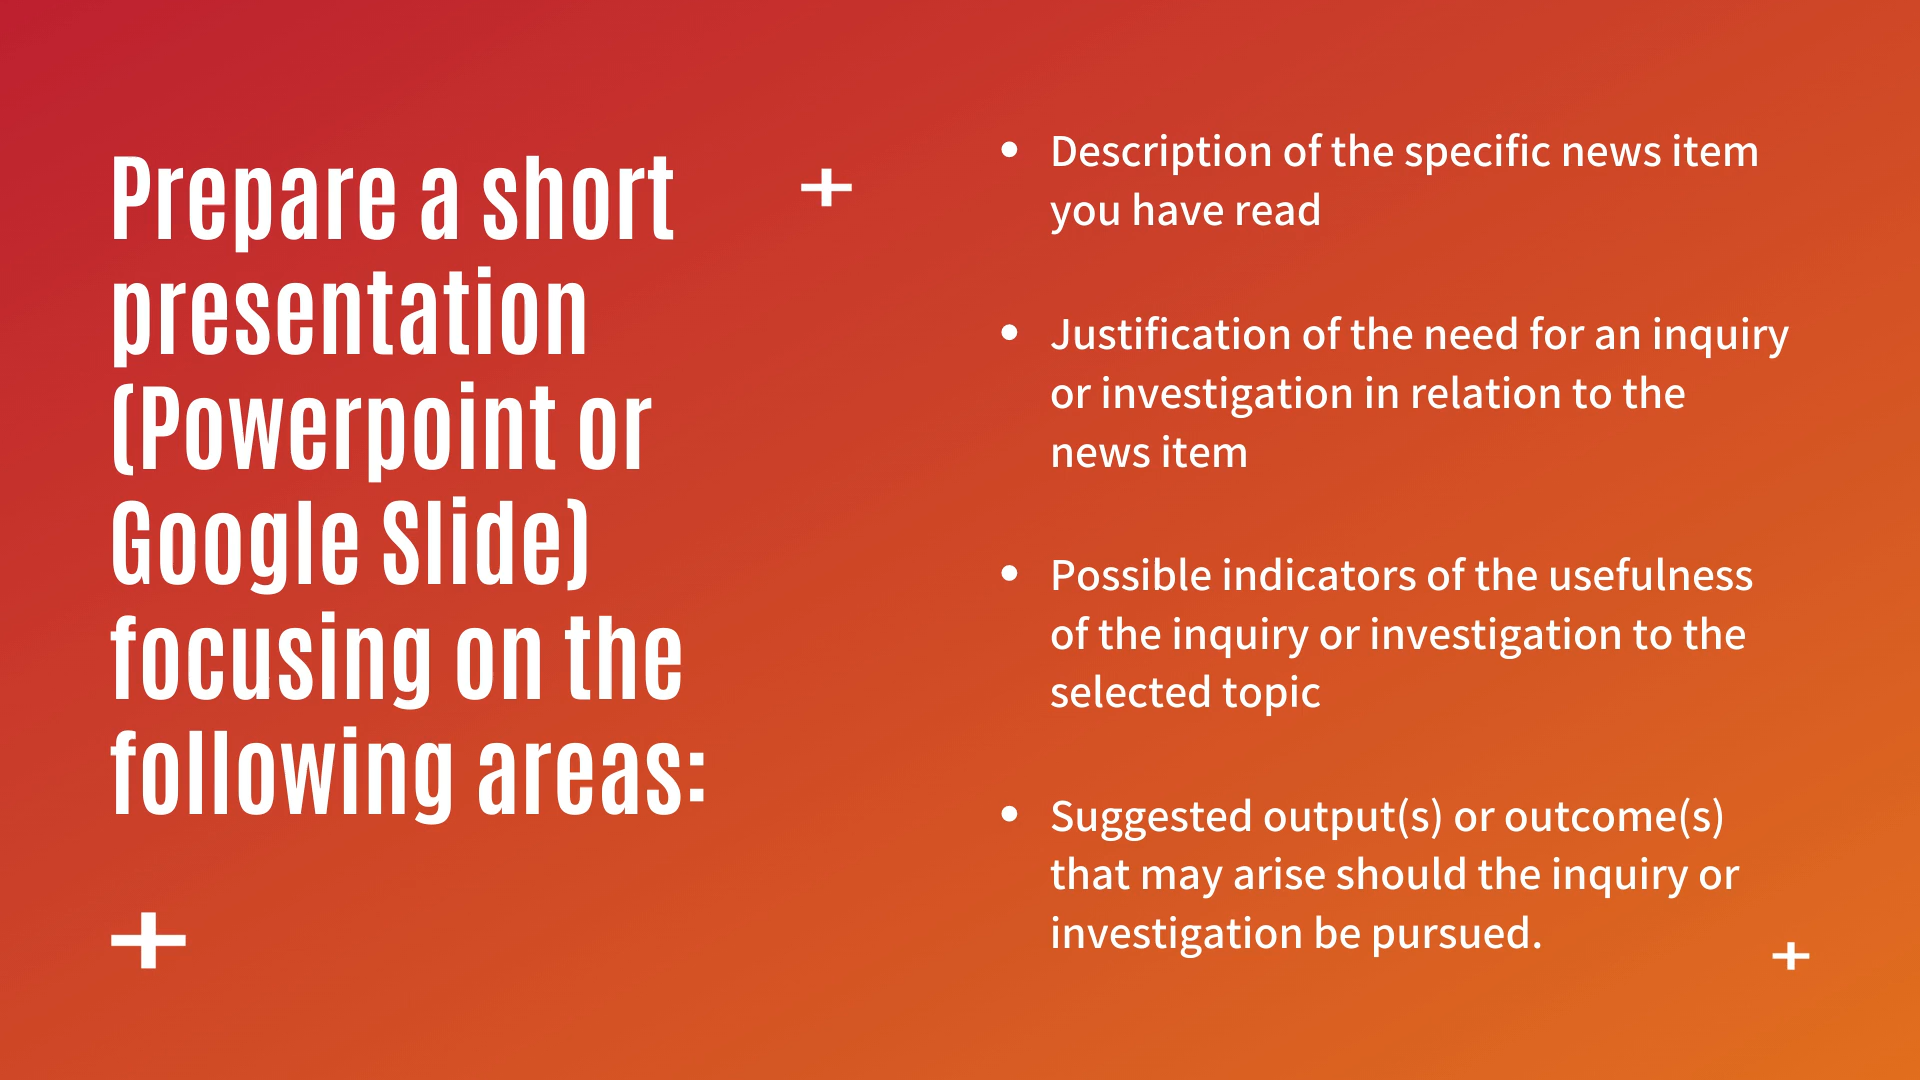 Prepare a short
presentation
(Powerpoint or
Google Slide)
focusing on the
following areas:
• Description of the specific news item
you have read
• Justification of the need for an inquiry
or investigation in relation to the
news item
• Possible indicators of the usefulness
of the inquiry or investigation to the
selected topic
• Suggested output(s) or outcome(s)
that may arise should the inquiry or
investigation be pursued.